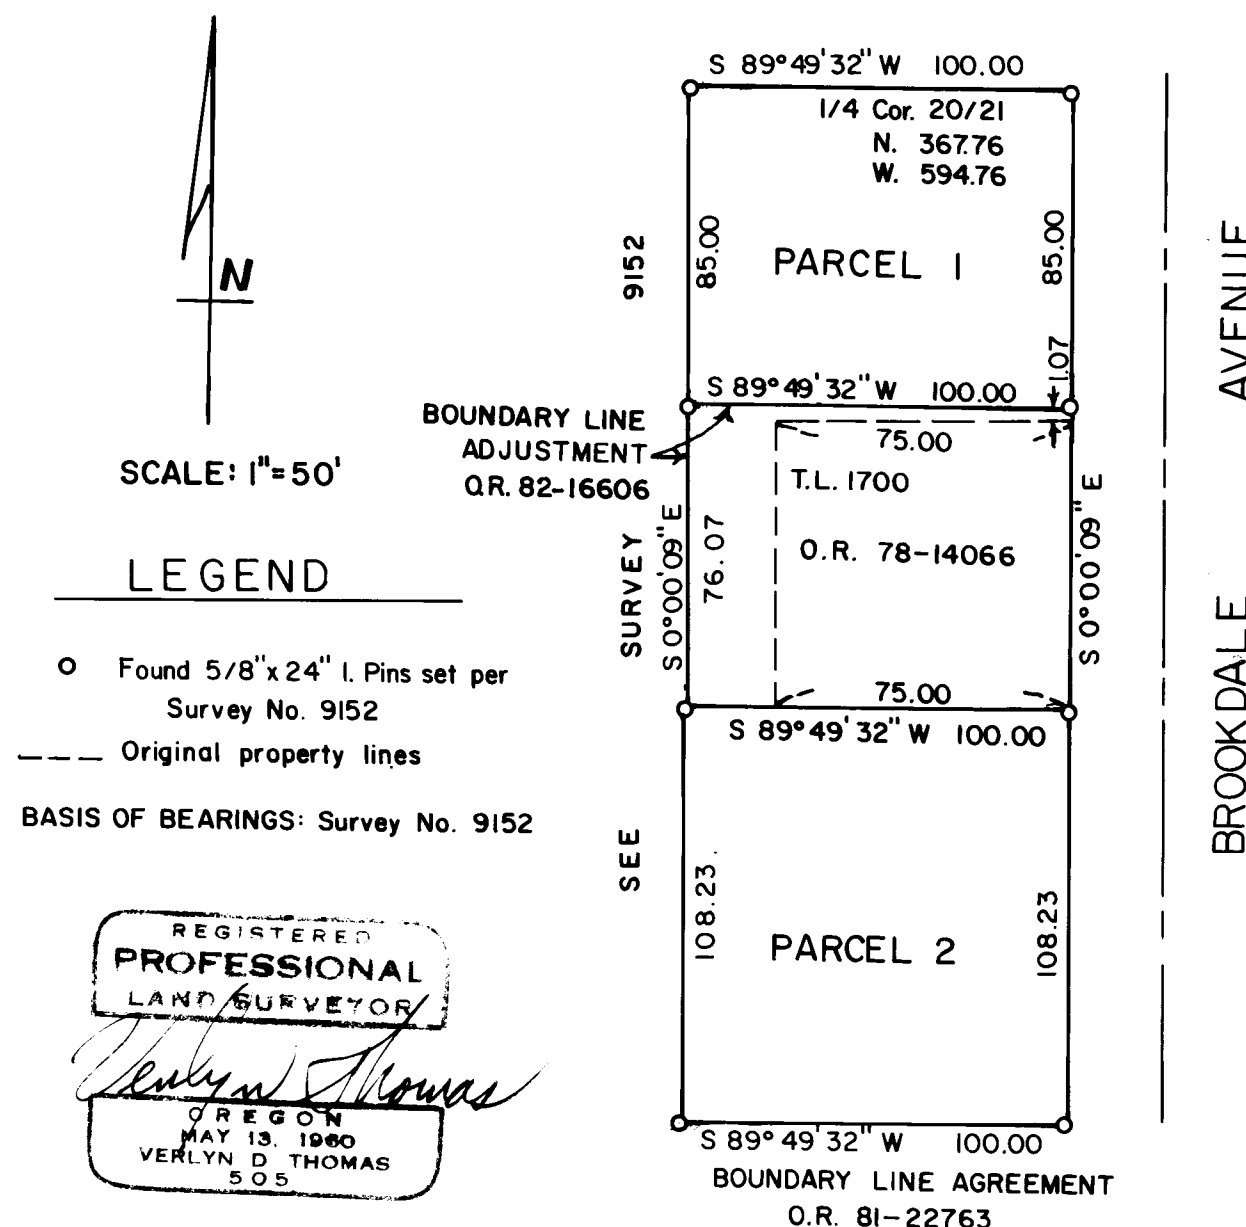 S 89°49'32" W 100.00
1/4 Cor. 20/21
N. 367.76
W. 594.76
85.00
85.00
PARCEL 1
9152
N
1.07
S 89°49'32" W 100.00
BOUNDARY LINE
ADJUSTMENT
O.R. 82-16606
75.00
T.L. 1700
O.R. 78-14066
SURVEY
S 0°00'09" E
76.07
S 0°00'09" E
75.00
S 89°49'32" W 100.00
SEE
108.23
108.23
PARCEL 2
S 89°49'32" W 100.00
BOUNDARY LINE AGREEMENT
O.R. 81-22763
BROOKDALE AVENUE
SCALE: 1"=50'
LEGEND
Found 5/8"x24" I. Pins set per
Survey No. 9152
Original property lines
BASIS OF BEARINGS: Survey No. 9152
REGISTERED
PROFESSIONAL
LAND SURVEYOR
Verlyn Thomas
OREGON
MAY 13, 1960
VERLYN D THOMAS
505